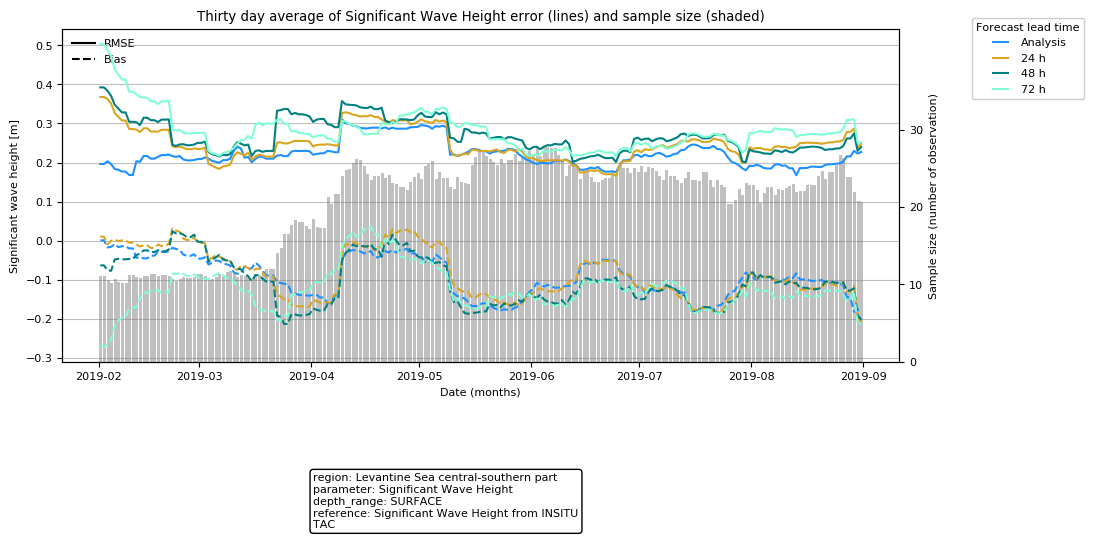 Thirty day average of Significant Wave Height error (lines) and sample size (shaded)
Forecast lead time
Analysis
24 h
48 h
72 h
RMSE
Bias
Significant wave height [m]
0.5
0.4
0.3
0.2
0.1
0.0
−0.1
−0.2
−0.3
Sample size (number of observation)
30
20
10
0
2019-02 2019-03 2019-04 2019-05 2019-06 2019-07 2019-08 2019-09
Date (months)
region: Levantine Sea central-southern part
parameter: Significant Wave Height
depth_range: SURFACE
reference: Significant Wave Height from INSITU
TAC